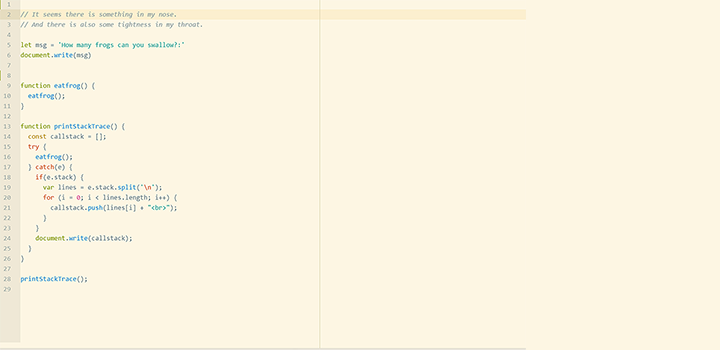 1
2 // It seems there is something in my nose.
3 // And there is also some tightness in my throat.
4
5 let msg = 'How many frogs can you swallow?:'
6 document.write(msg)
7
8
9 function eatfrog() {
10 eatfrog();
11 }
12
13 function printStackTrace() {
14 const callstack = [];
15 try {
16 eatfrog();
17 } catch(e) {
18 if(e.stack) {
19 var lines = e.stack.split('\n');
20 for (i = 0; i < lines.length; i++) {
21 callstack.push(lines[i] + "<br>");
22 }
23 }
24 document.write(callstack);
25 }
26 }
27
28 printStackTrace();
29